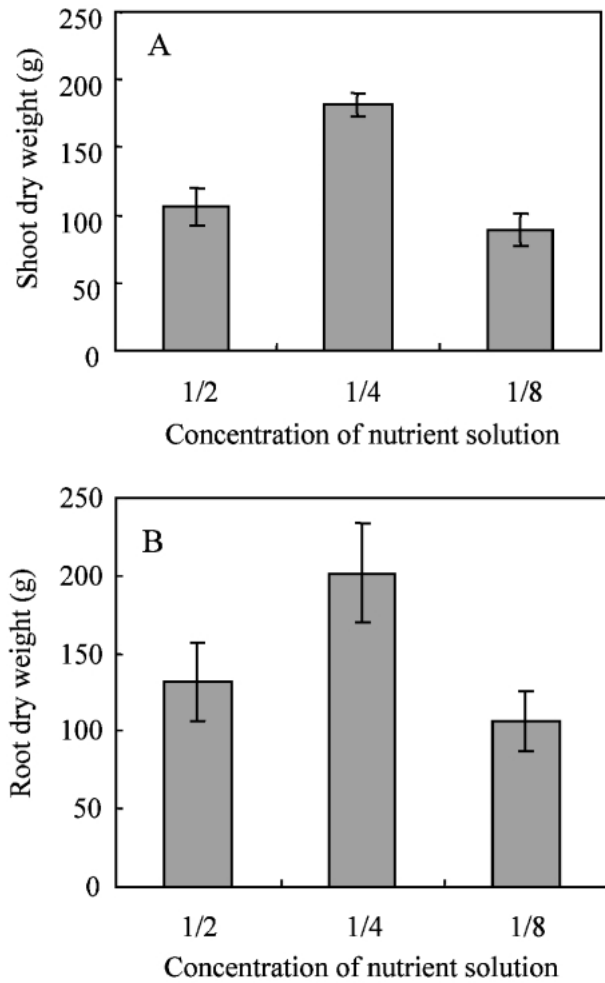 A
Shoot dry weight (g)
250
200
150
100
50
0
1/2 1/4 1/8
Concentration of nutrient solution
B
Root dry weight (g)
250
200
150
100
50
0
1/2 1/4 1/8
Concentration of nutrient solution